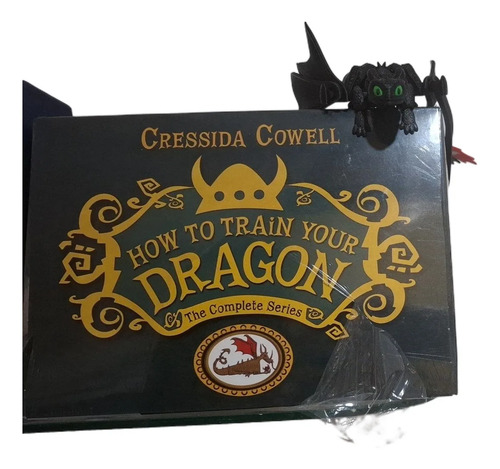 CRESSIDA COWELL
HOW TO TRAiN YOUR
DRAGON
The Complete Series